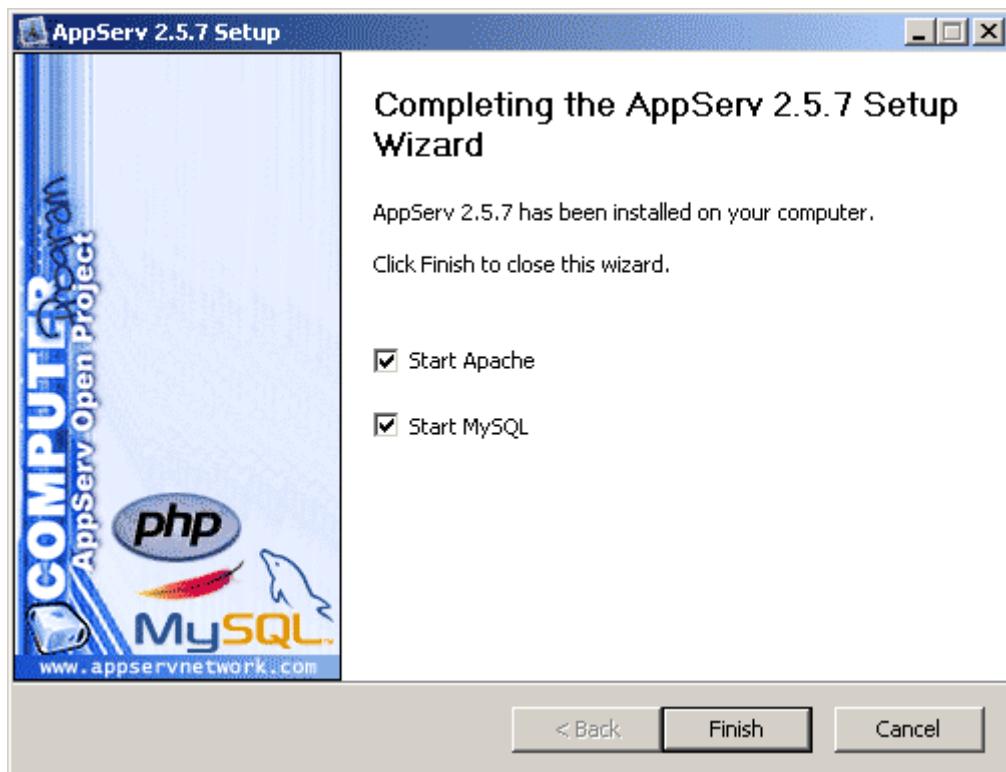 AppServ 2.5.7 Setup
Completing the AppServ 2.5.7 Setup
Wizard
AppServ 2.5.7 has been installed on your computer.
Click Finish to close this wizard.
Start Apache
Start MySQL
COMPUTER
AppServ Open Project
php
MySQL
www.appservnetwork.com
< Back
Finish
Cancel